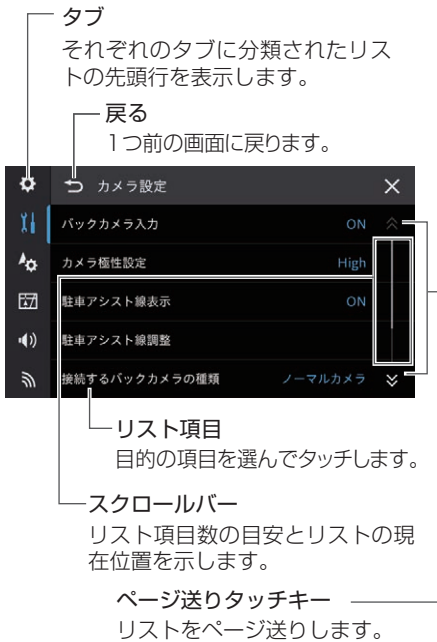 タブ
それぞれのタブに分類されたリス
トの先頭行を表示します。
戻る
1つ前の画面に戻ります。
カメラ設定
バックカメラ入力 ON
カメラ極性設定 High
駐車アシスト線表示 ON
駐車アシスト線調整
接続するバックカメラの種類 ノーマルカメラ
リスト項目
目的の項目を選んでタッチします。
スクロールバー
リスト項目数の目安とリストの現
在位置を示します。
ページ送りタッチキー
リストをページ送りします。